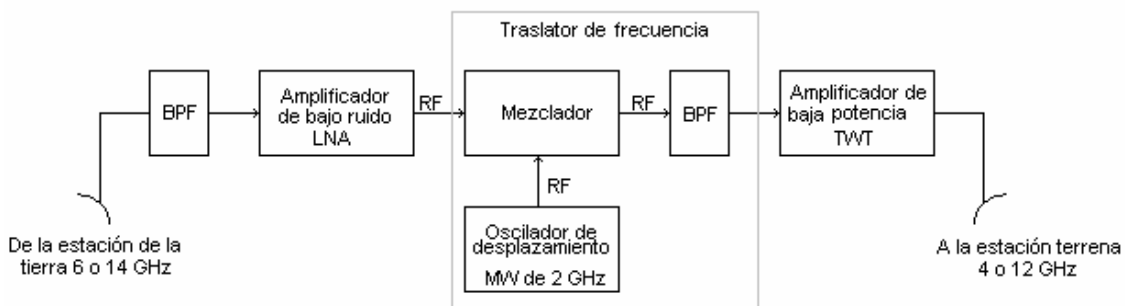 Traslator de frecuencia
BPF
Amplificador
de bajo ruido
LNA
RF
Mezclador
RF
BPF
Amplificador de
baja potencia
TWT
RF
Oscilador de
desplazamiento
MW de 2 GHz
De la estación de la
tierra 6 o 14 GHz
A la estación terrena
4 o 12 GHz